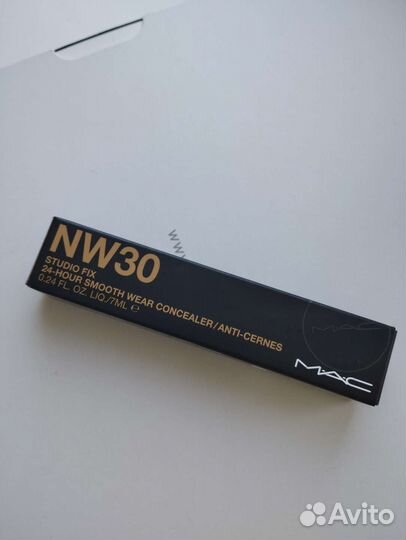 NW30
STUDIO FIX
24-HOUR SMOOTH WEAR CONCEALER/ANTI-CERNES
0.24 FL. OZ. LIQ./7ML ℮
MAC
M·A·C
Avito